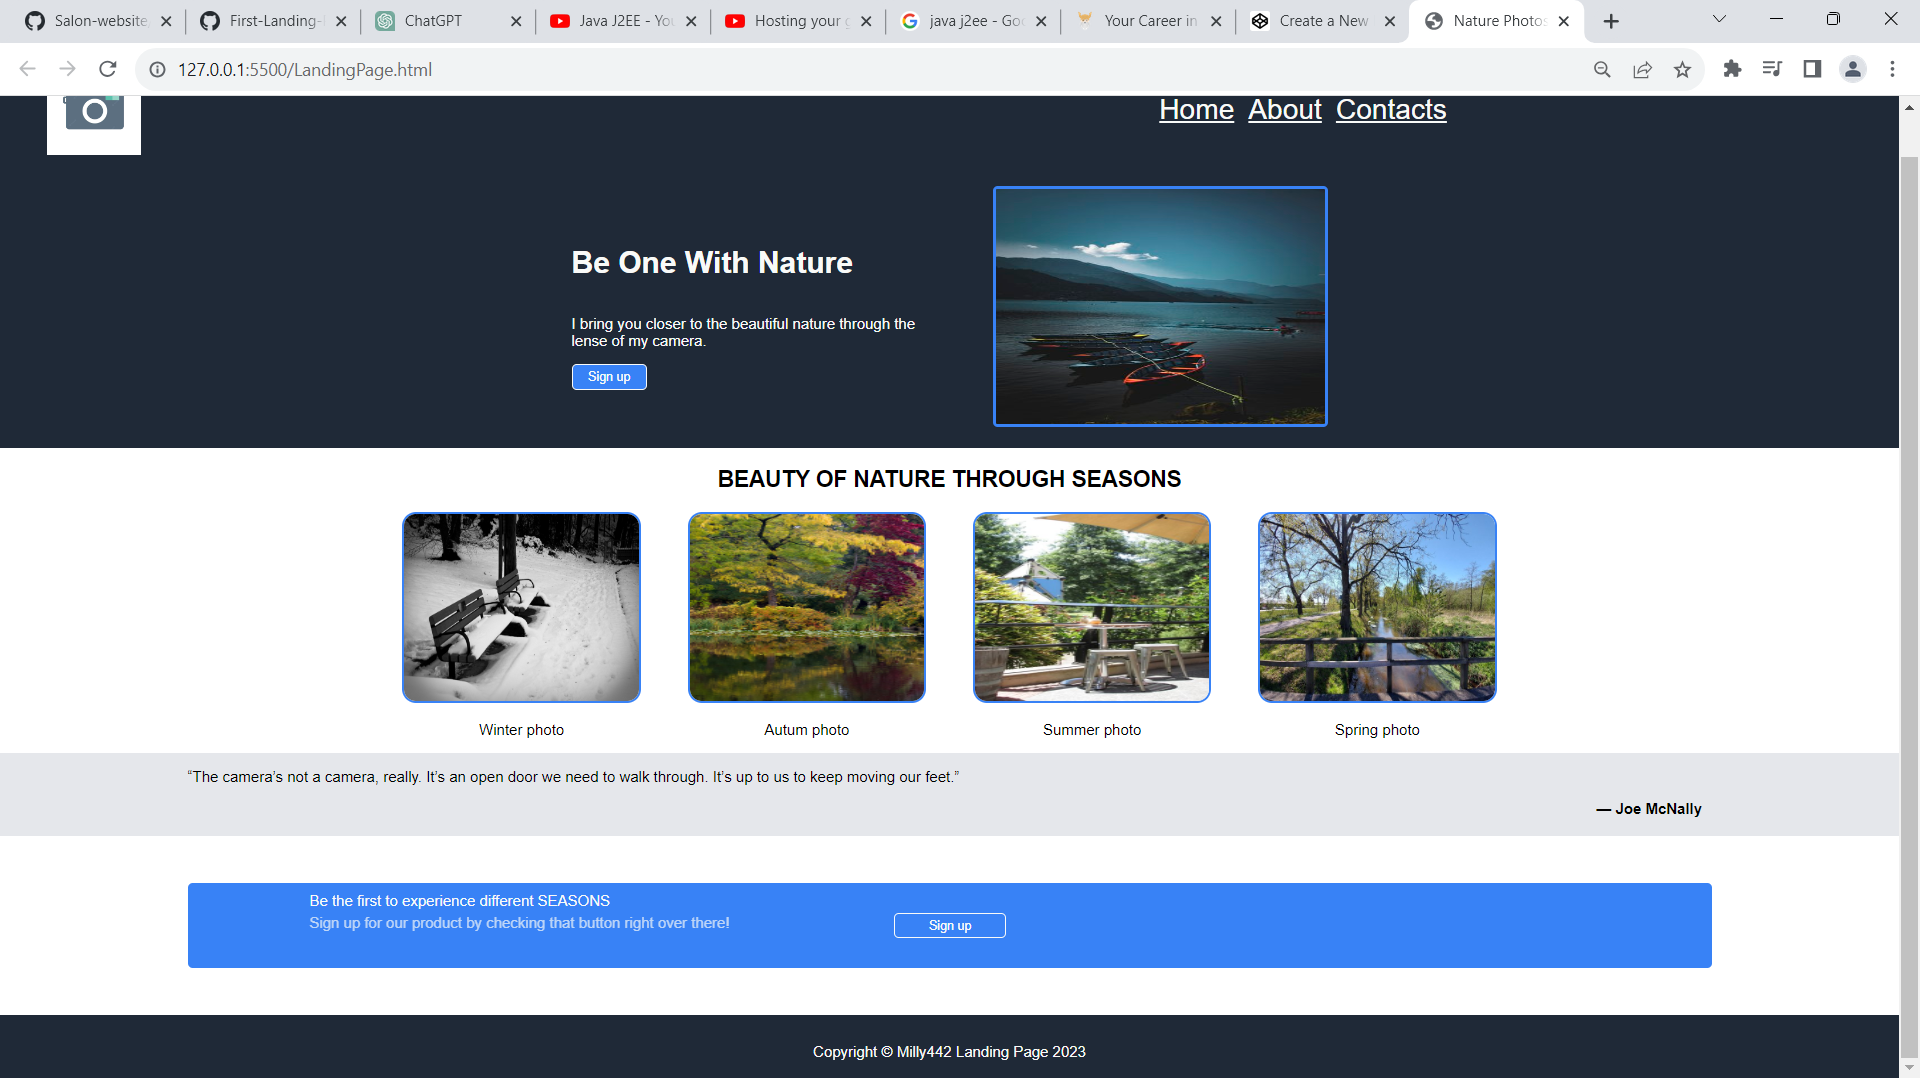 Salon-website
First-Landing-
ChatGPT
Java J2EE - You
Hosting your g
java j2ee - Goo
Your Career in
Create a New
Nature Photos
127.0.0.1:5500/LandingPage.html
Home About Contacts
Be One With Nature
I bring you closer to the beautiful nature through the
lense of my camera.
Sign up
BEAUTY OF NATURE THROUGH SEASONS
Winter photo
Autum photo
Summer photo
Spring photo
“The camera’s not a camera, really. It’s an open door we need to walk through. It’s up to us to keep moving our feet.”
— Joe McNally
Be the first to experience different SEASONS
Sign up for our product by checking that button right over there!
Sign up
Copyright © Milly442 Landing Page 2023